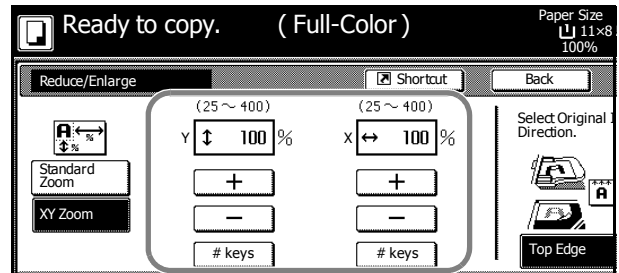 Ready to copy. ( Full-Color )
Paper Size
11×8
100%
Reduce/Enlarge
Shortcut
Back
(25 ~ 400)
(25 ~ 400)
Y 100 %
X 100 %
Standard
Zoom
XY Zoom
+
+
−
−
# keys
# keys
Select Original
Direction.
Top Edge